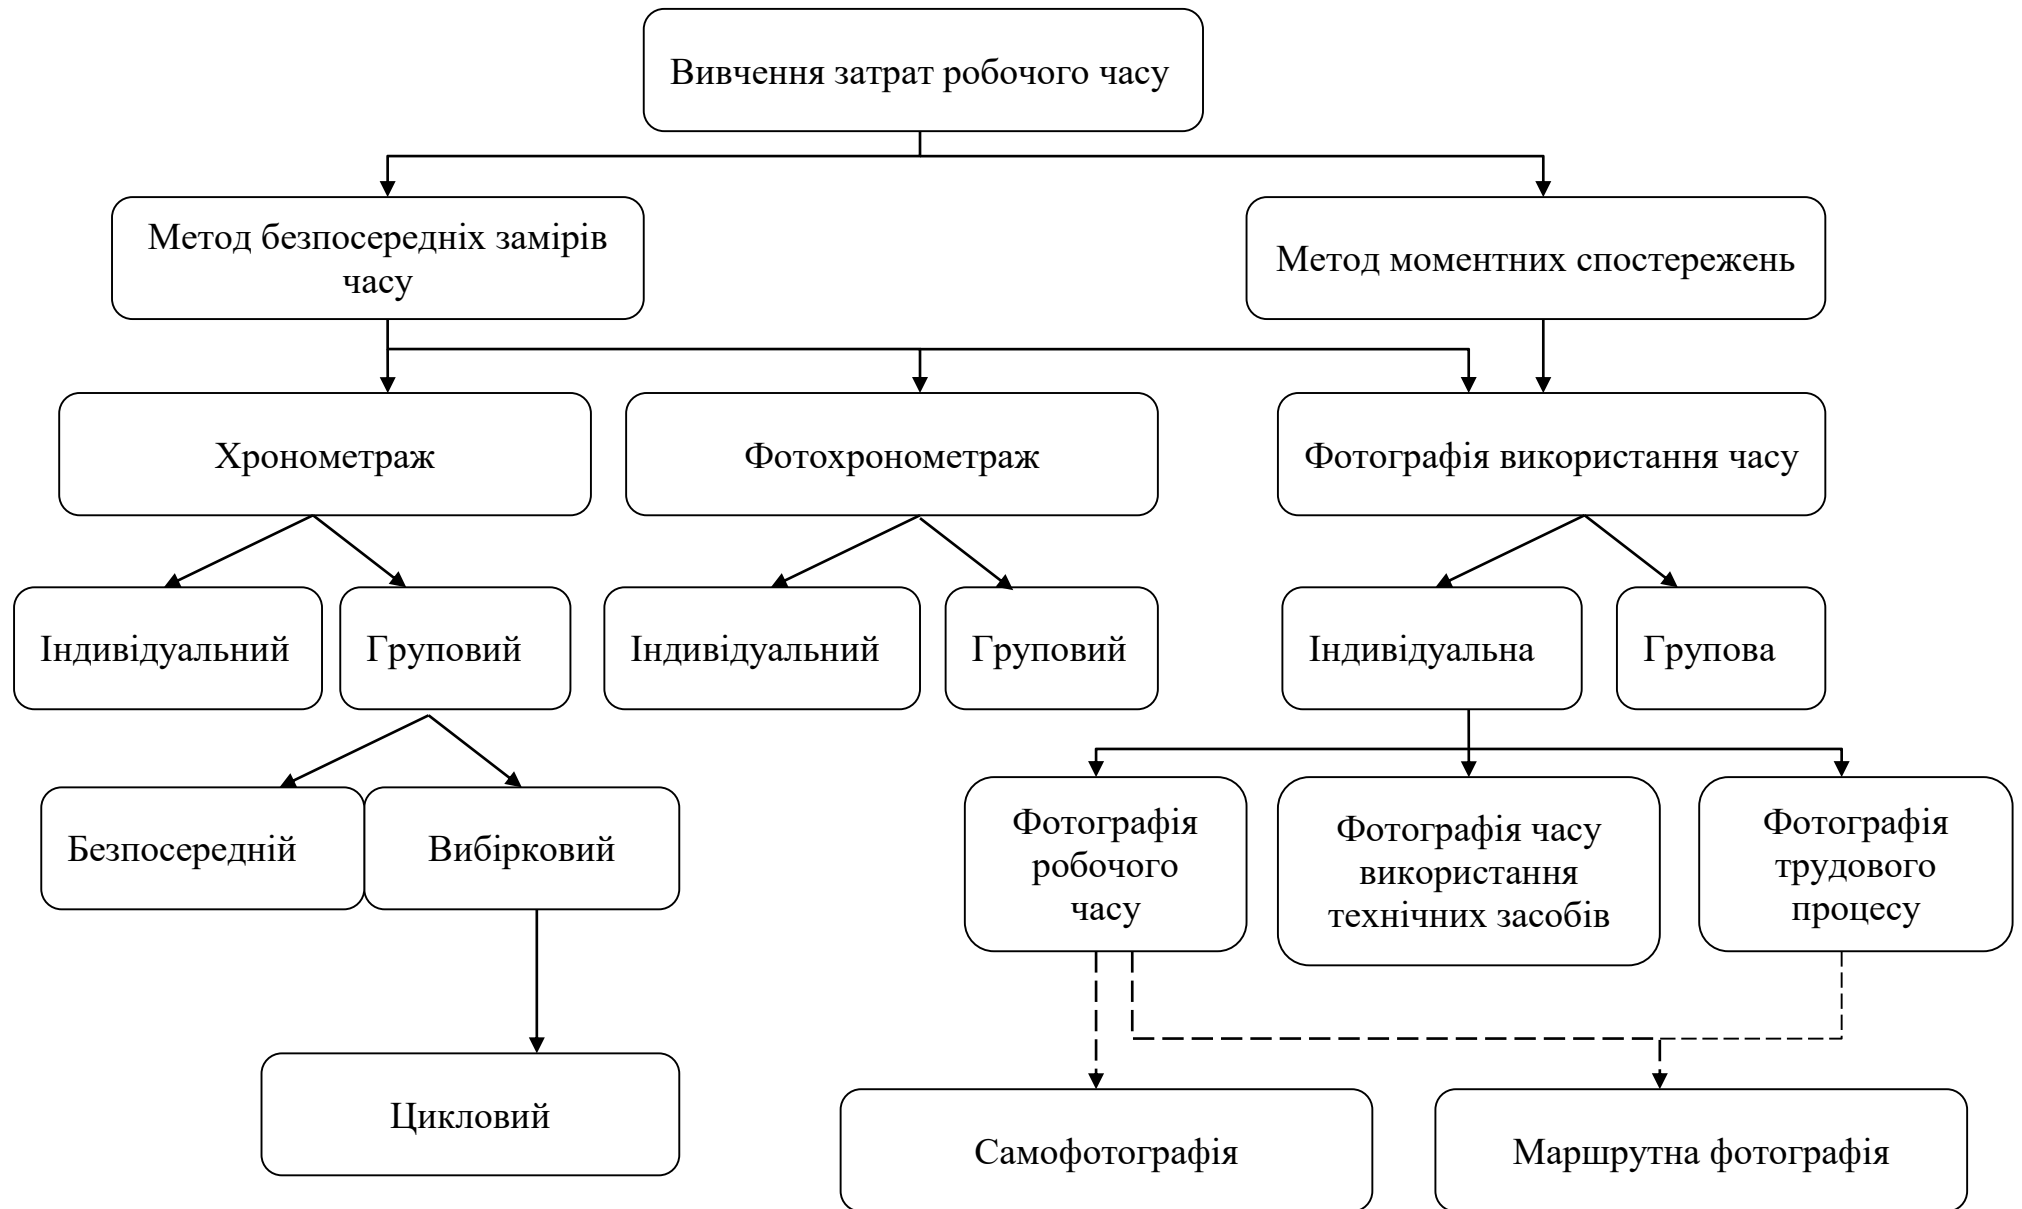 Вивчення затрат робочого часу
Метод безпосередніх замірів
часу
Метод моментних спостережень
Хронометраж
Фотохронометраж
Фотографія використання часу
Індивідуальний
Груповий
Індивідуальний
Груповий
Індивідуальна
Групова
Безпосередній
Вибірковий
Фотографія
робочого
часу
Фотографія часу
використання
технічних засобів
Фотографія
трудового
процесу
Цикловий
Самофотографія
Маршрутна фотографія